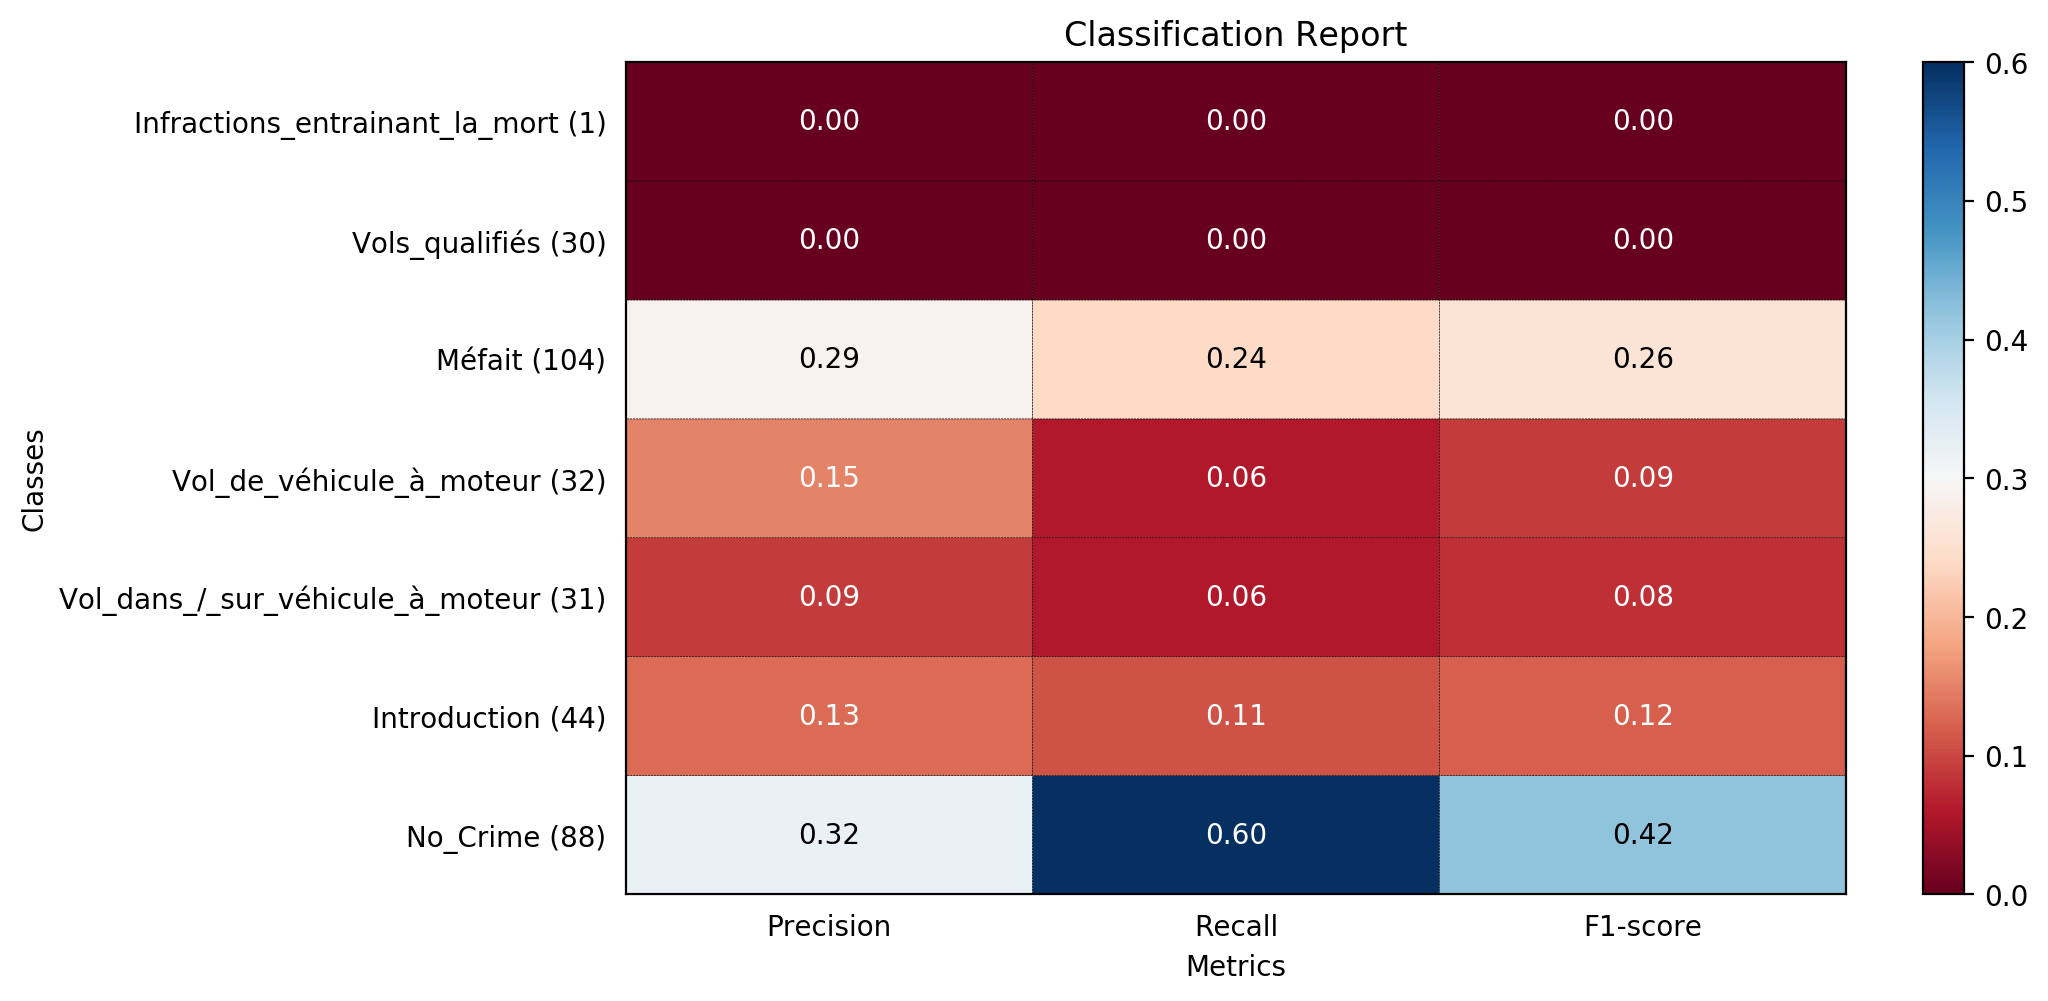 Classification Report
Infractions_entrainant_la_mort (1) 0.00 0.00 0.00
Vols_qualifiés (30) 0.00 0.00 0.00
Méfait (104) 0.29 0.24 0.26
Vol_de_véhicule_à_moteur (32) 0.15 0.06 0.09
Vol_dans_/_sur_véhicule_à_moteur (31) 0.09 0.06 0.08
Introduction (44) 0.13 0.11 0.12
No_Crime (88) 0.32 0.60 0.42
Precision Recall F1-score
Metrics
Classes
0.6
0.5
0.4
0.3
0.2
0.1
0.0